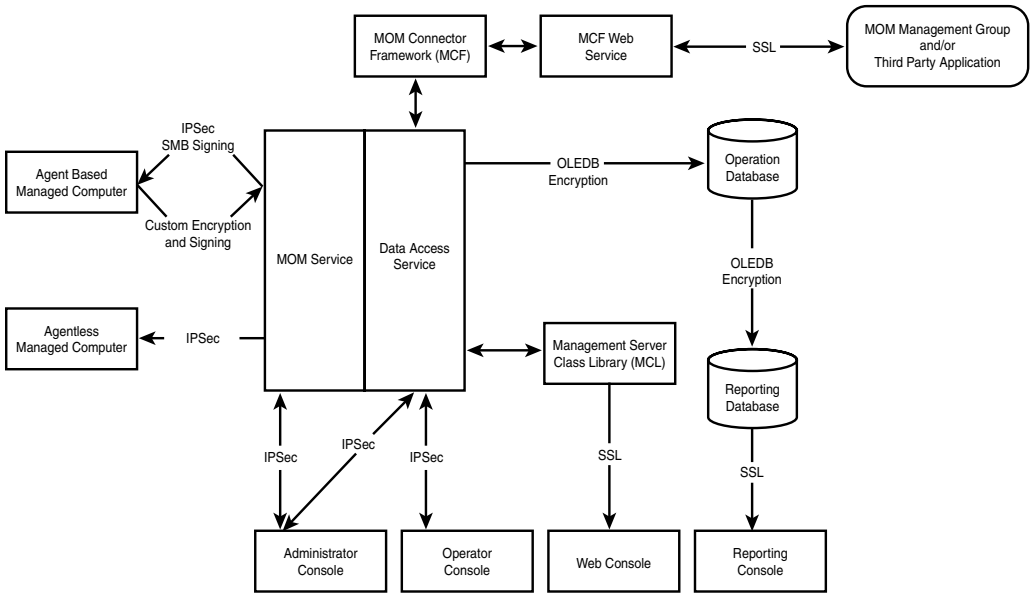 MOM Connector
Framework (MCF)
MCF Web
Service
SSL
MOM Management Group
and/or
Third Party Application
IPSec
SMB Signing
Agent Based
Managed Computer
Custom Encryption
and Signing
MOM Service
Data Access
Service
OLEDB
Encryption
Operation
Database
OLEDB
Encryption
Agentless
Managed Computer
IPSec
Management Server
Class Library (MCL)
Reporting
Database
IPSec
IPSec
IPSec
SSL
SSL
Administrator
Console
Operator
Console
Web Console
Reporting
Console